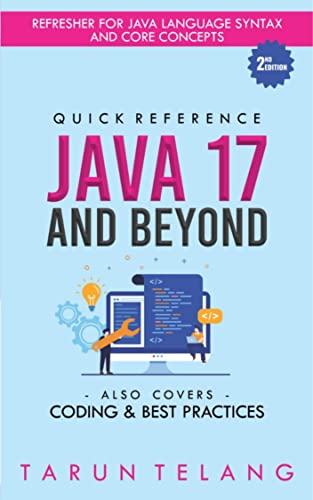 REFRESHER FOR JAVA LANGUAGE SYNTAX
AND CORE CONCEPTS
2ND
EDITION
QUICK REFERENCE
JAVA 17
AND BEYOND
</>
</>
- ALSO COVERS -
CODING & BEST PRACTICES
TARUN TELANG